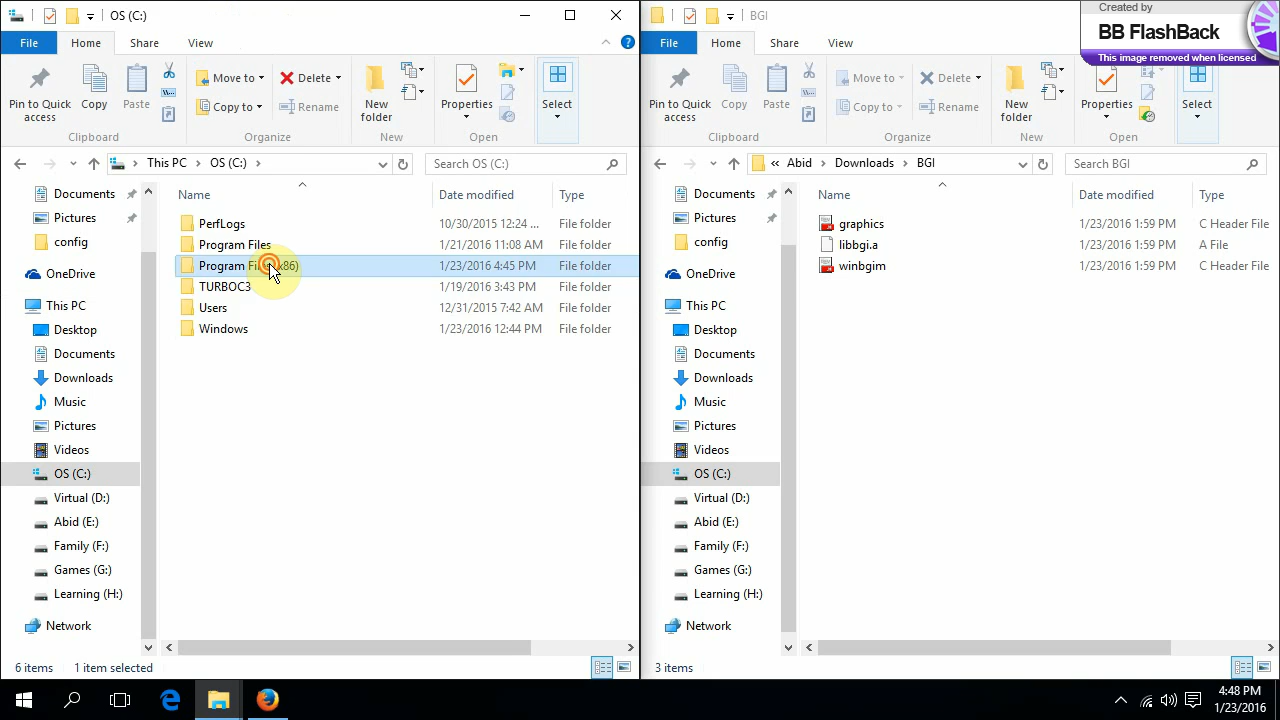 OS (C:)
File Home Share View
Pin to Quick access
Copy
Paste
Move to
Copy to
Delete
Rename
New folder
Properties
Select
Clipboard Organize New Open
This PC OS (C:)
Search OS (C:)
Name Date modified Type
Documents
Pictures
config
OneDrive
This PC
Desktop
Documents
Downloads
Music
Pictures
Videos
OS (C:)
Virtual (D:)
Abid (E:)
Family (F:)
Games (G:)
Learning (H:)
Network
PerfLogs 10/30/2015 12:24 ... File folder
Program Files 1/21/2016 11:08 AM File folder
Program Files (x86) 1/23/2016 4:45 PM File folder
TURBOC3 1/19/2016 3:43 PM File folder
Users 12/31/2015 7:42 AM File folder
Windows 1/23/2016 12:44 PM File folder
6 items 1 item selected
BGI
Created by
BB FlashBack
This image removed when licensed
File Home Share View
Pin to Quick access
Copy
Paste
Move to
Copy to
Delete
Rename
New folder
Properties
Select
Clipboard Organize New Open
« Abid Downloads BGI
Search BGI
Name Date modified Type
Documents
Pictures
config
OneDrive
This PC
Desktop
Documents
Downloads
Music
Pictures
Videos
OS (C:)
Virtual (D:)
Abid (E:)
Family (F:)
Games (G:)
Learning (H:)
Network
graphics 1/23/2016 1:59 PM C Header File
libbgi.a 1/23/2016 1:59 PM A File
winbgim 1/23/2016 1:59 PM C Header File
3 items
4:48 PM
1/23/2016